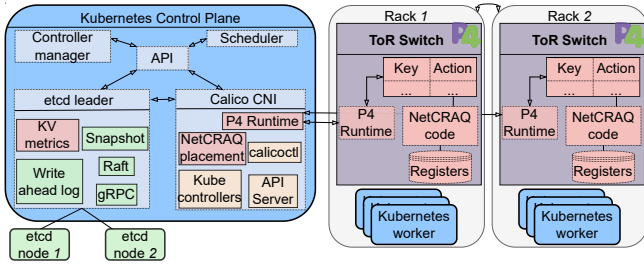 Kubernetes Control Plane
Controller
manager
Scheduler
API
etcd leader
KV
metrics
Snapshot
Write
ahead log
Raft
gRPC
Calico CNI
P4 Runtime
NetCRAQ
placement
calicoctl
Kube
controllers
API
Server
etcd
node 1
etcd
node 2
Rack 1
ToR Switch
P4
Key
Action
...
...
P4
Runtime
NetCRAQ
code
Registers
Kubernetes
worker
Rack 2
ToR Switch
P4
Key
Action
...
...
P4
Runtime
NetCRAQ
code
Registers
Kubernetes
worker